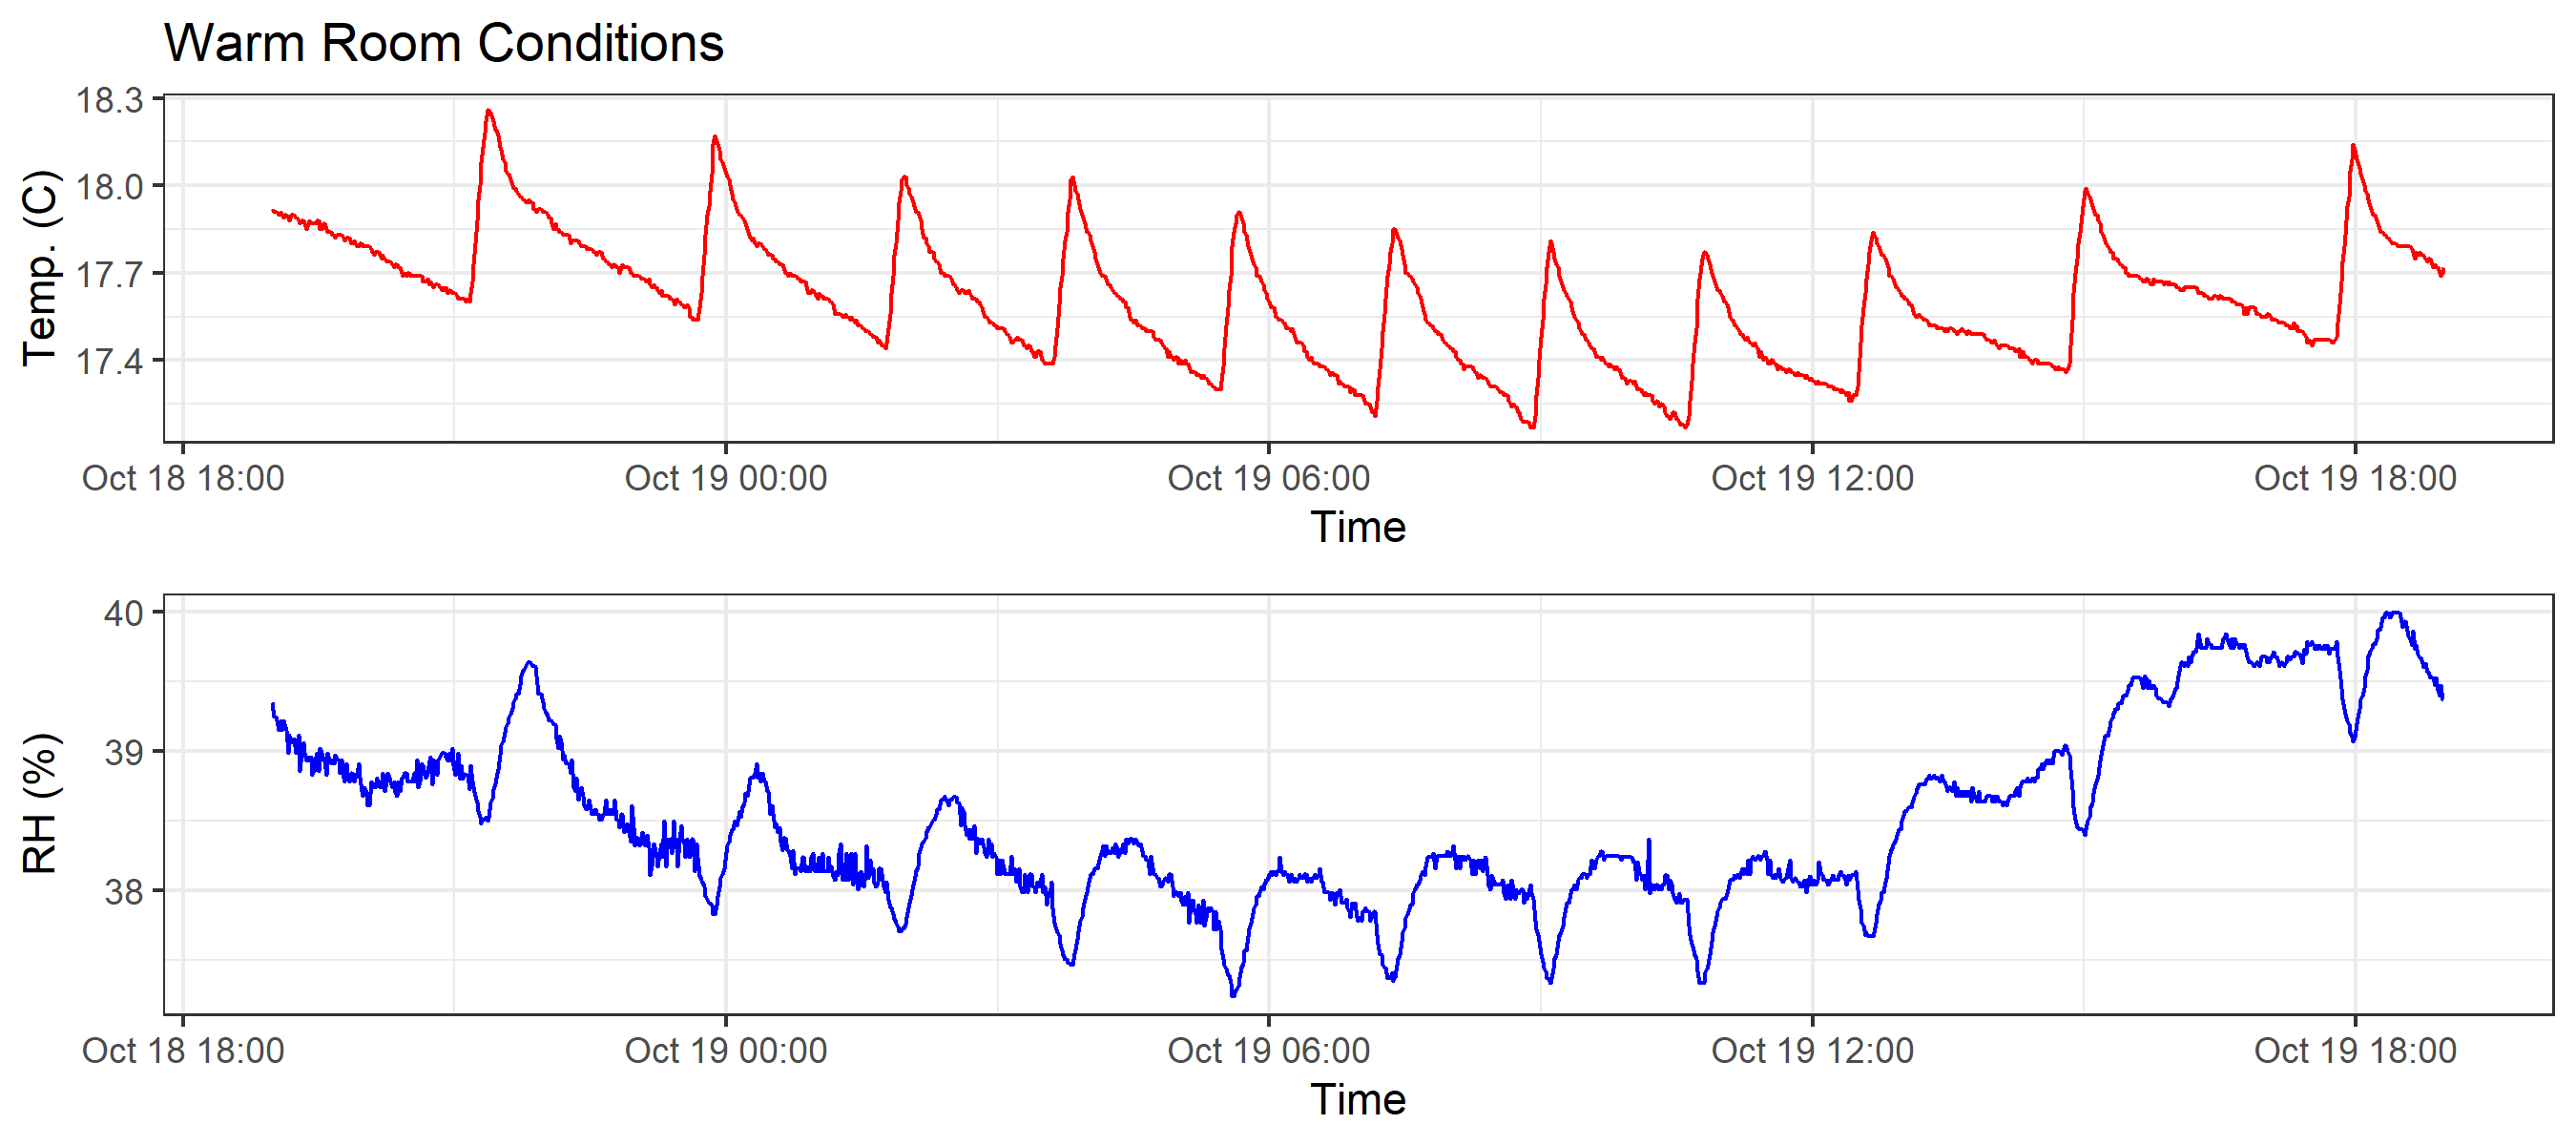 Warm Room Conditions
Temp. (C)
18.3
18.0
17.7
17.4
Oct 18 18:00 Oct 19 00:00 Oct 19 06:00 Oct 19 12:00 Oct 19 18:00
Time
RH (%)
40
39
38
Oct 18 18:00 Oct 19 00:00 Oct 19 06:00 Oct 19 12:00 Oct 19 18:00
Time